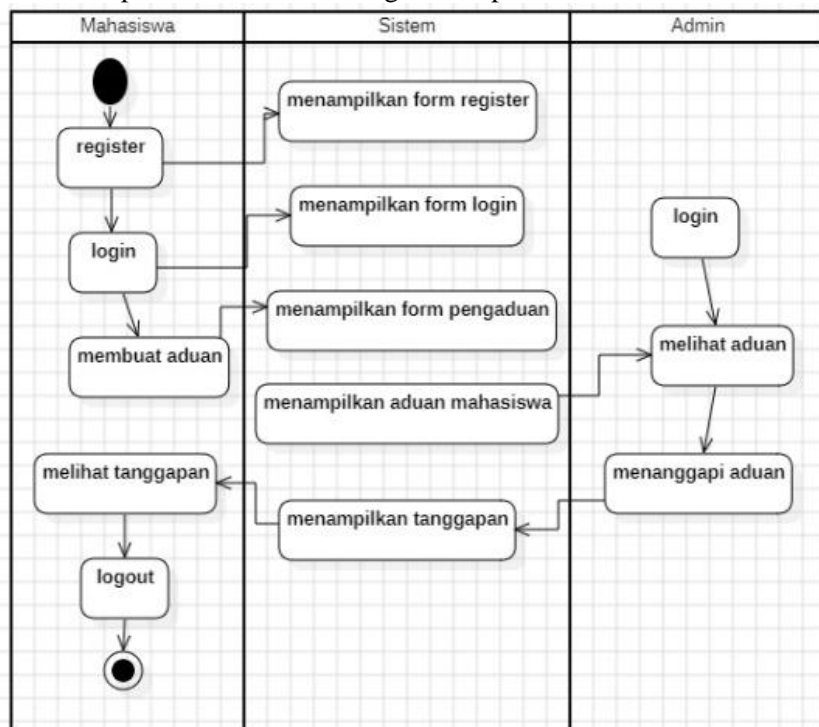 Mahasiswa
Sistem
Admin
menampilkan form register
register
menampilkan form login
login
login
menampilkan form pengaduan
membuat aduan
melihat aduan
menampilkan aduan mahasiswa
melihat tanggapan
menanggapi aduan
menampilkan tanggapan
logout